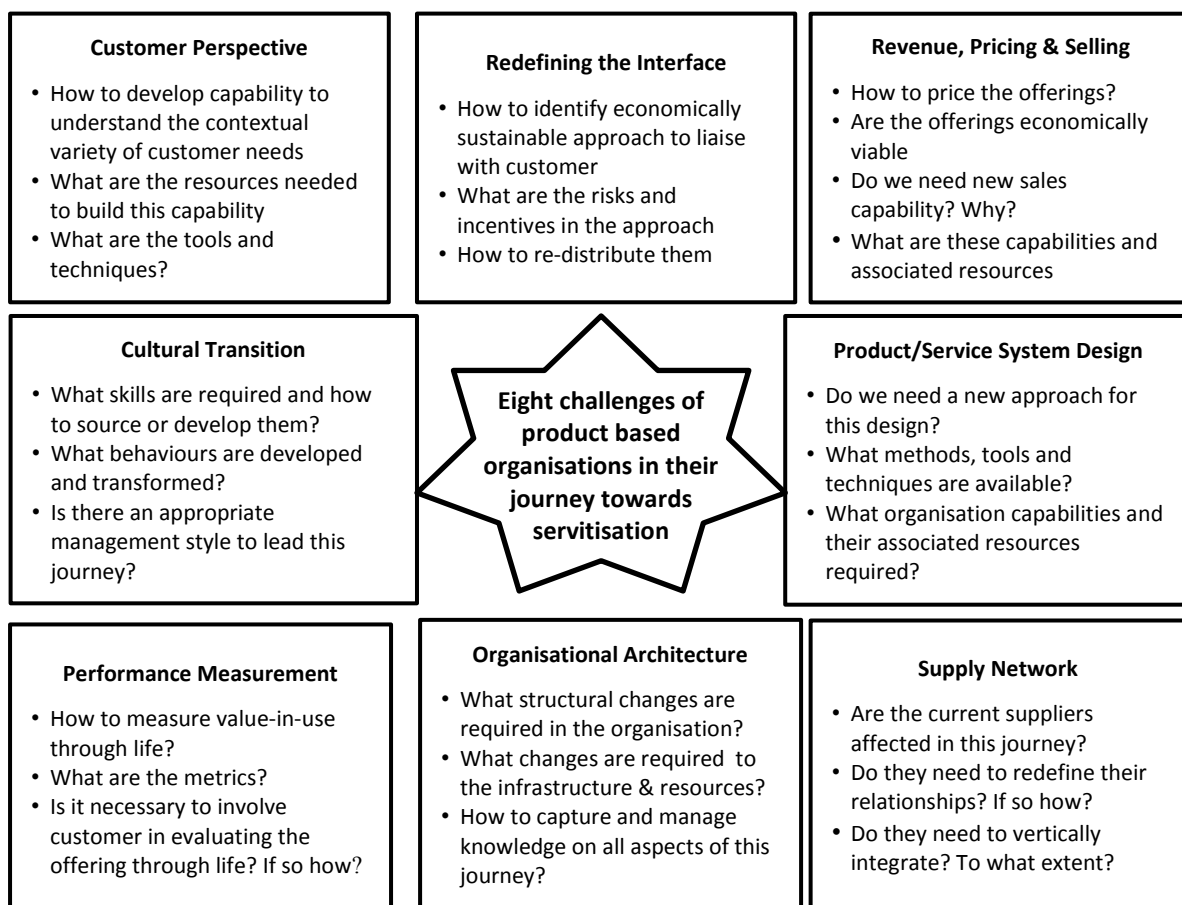 Customer Perspective
• How to develop capability to
understand the contextual
variety of customer needs
• What are the resources needed
to build this capability
• What are the tools and
techniques?
Redefining the Interface
• How to identify economically
sustainable approach to liaise
with customer
• What are the risks and
incentives in the approach
• How to re-distribute them
Revenue, Pricing & Selling
• How to price the offerings?
• Are the offerings economically
viable
• Do we need new sales
capability? Why?
• What are these capabilities and
associated resources
Cultural Transition
• What skills are required and how
to source or develop them?
• What behaviours are developed
and transformed?
• Is there an appropriate
management style to lead this
journey?
Eight challenges of
product based
organisations in their
journey towards
servitisation
Product/Service System Design
• Do we need a new approach for
this design?
• What methods, tools and
techniques are available?
• What organisation capabilities and
their associated resources
required?
Performance Measurement
• How to measure value-in-use
through life?
• What are the metrics?
• Is it necessary to involve
customer in evaluating the
offering through life? If so how?
Organisational Architecture
• What structural changes are
required in the organisation?
• What changes are required to
the infrastructure & resources?
• How to capture and manage
knowledge on all aspects of this
journey?
Supply Network
• Are the current suppliers
affected in this journey?
• Do they need to redefine their
relationships? If so how?
• Do they need to vertically
integrate? To what extent?